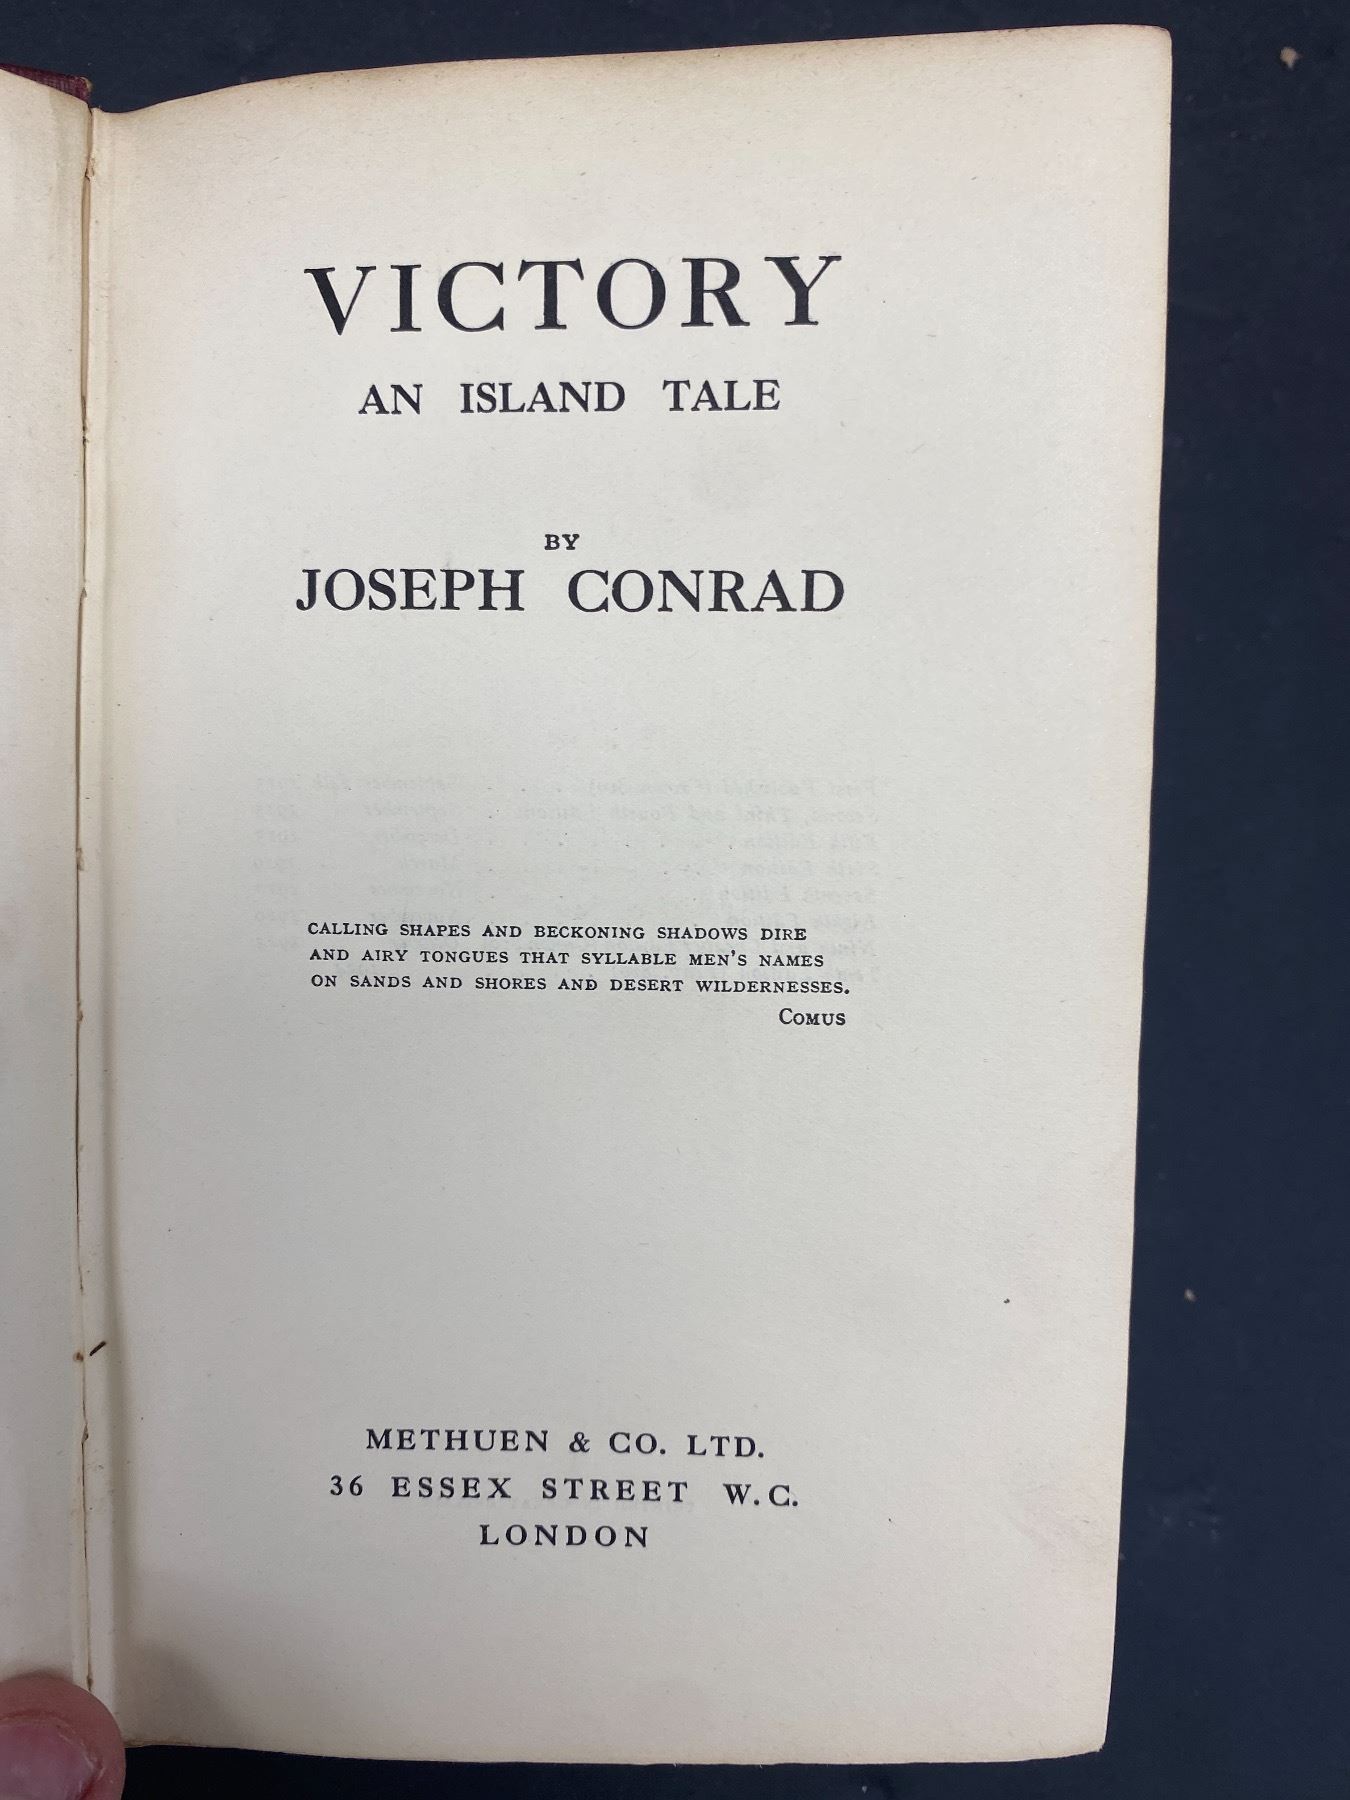 VICTORY
AN ISLAND TALE
BY
JOSEPH CONRAD
CALLING SHAPES AND BECKONING SHADOWS DIRE
AND AIRY TONGUES THAT SYLLABLE MEN'S NAMES
ON SANDS AND SHORES AND DESERT WILDERNESSES.
COMUS
METHUEN & CO. LTD.
36 ESSEX STREET W.C.
LONDON